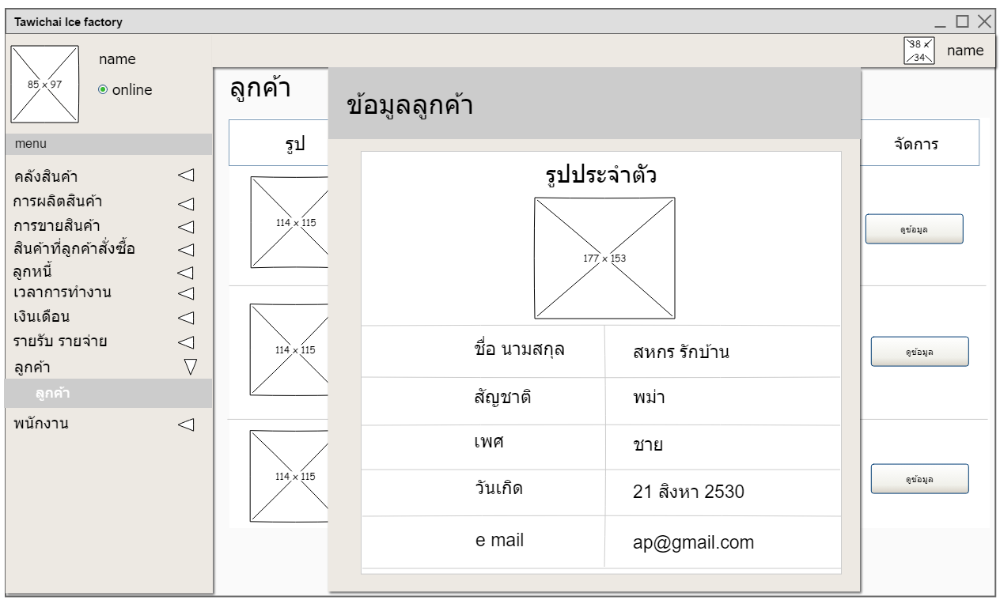 Tawichai Ice factory
38 x 34
name
85 x 97
name
online
menu
คลังสินค้า
การผลิตสินค้า
การขายสินค้า
สินค้าที่ลูกค้าสั่งซื้อ
ลูกหนี้
เวลาการทำงาน
เงินเดือน
รายรับ รายจ่าย
ลูกค้า
ลูกค้า
พนักงาน
ลูกค้า
รูป
จัดการ
114 x 115
ดูข้อมูล
114 x 115
ดูข้อมูล
114 x 115
ดูข้อมูล
ข้อมูลลูกค้า
รูปประจำตัว
177 x 153
ชื่อ นามสกุล สหกร รักบ้าน
สัญชาติ พม่า
เพศ ชาย
วันเกิด 21 สิงหา 2530
e mail ap@gmail.com